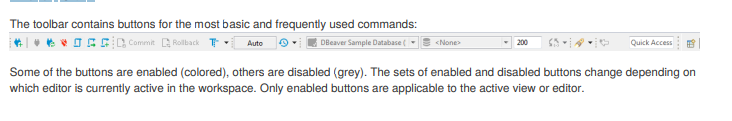 The toolbar contains buttons for the most basic and frequently used commands:
Commit Rollback Auto DBeaver Sample Database ( <None> 200 Quick Access
Some of the buttons are enabled (colored), others are disabled (grey). The sets of enabled and disabled buttons change depending on
which editor is currently active in the workspace. Only enabled buttons are applicable to the active view or editor.